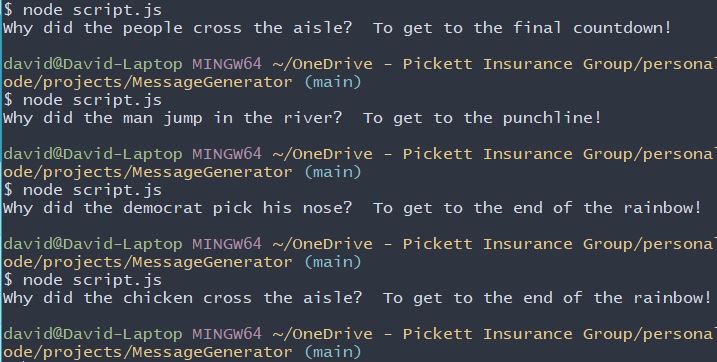 $ node script.js
Why did the people cross the aisle?  To get to the final countdown!
david@David-Laptop MINGW64 ~/OneDrive - Pickett Insurance Group/persona
ode/projects/MessageGenerator (main)
$ node script.js
Why did the man jump in the river?  To get to the punchline!
david@David-Laptop MINGW64 ~/OneDrive - Pickett Insurance Group/persona
ode/projects/MessageGenerator (main)
$ node script.js
Why did the democrat pick his nose?  To get to the end of the rainbow!
david@David-Laptop MINGW64 ~/OneDrive - Pickett Insurance Group/persona
ode/projects/MessageGenerator (main)
$ node script.js
Why did the chicken cross the aisle?  To get to the end of the rainbow!
david@David-Laptop MINGW64 ~/OneDrive - Pickett Insurance Group/persona
ode/projects/MessageGenerator (main)